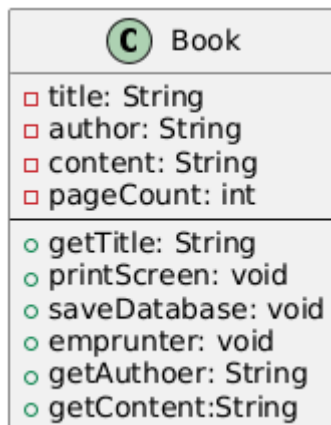 C Book
title: String
author: String
content: String
pageCount: int
getTitle: String
printScreen: void
saveDatabase: void
emprunter: void
getAuthoer: String
getContent:String